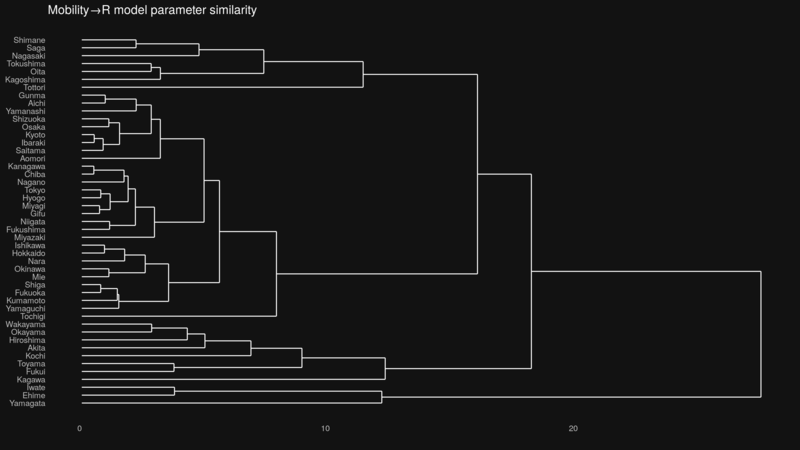 Mobility→R model parameter similarity
Shimane
Saga
Nagasaki
Tokushima
Oita
Kagoshima
Tottori
Gunma
Aichi
Yamanashi
Shizuoka
Osaka
Kyoto
Ibaraki
Saitama
Aomori
Kanagawa
Chiba
Nagano
Tokyo
Hyogo
Miyagi
Gifu
Niigata
Fukushima
Miyazaki
Ishikawa
Hokkaido
Nara
Okinawa
Mie
Shiga
Fukuoka
Kumamoto
Yamaguchi
Tochigi
Wakayama
Okayama
Hiroshima
Akita
Kochi
Toyama
Fukui
Kagawa
Iwate
Ehime
Yamagata
0 10 20